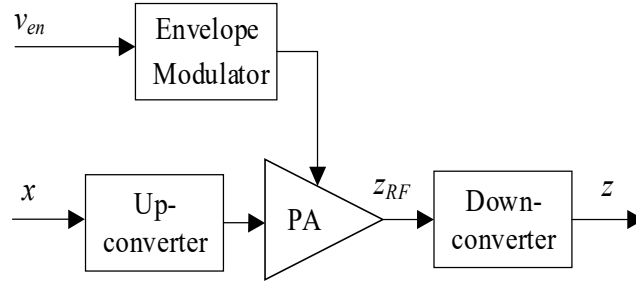 v_en
Envelope
Modulator
x
Up-
converter
PA
z_RF
Down-
converter
z